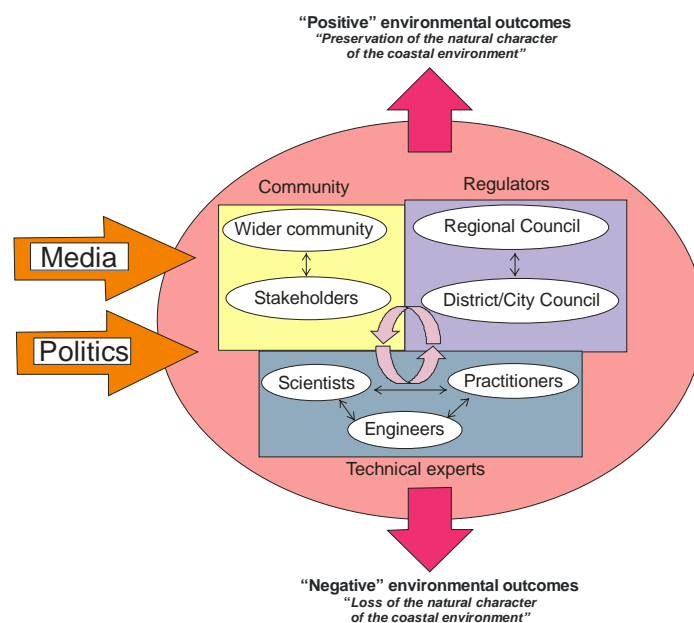 “Positive” environmental outcomes
“Preservation of the natural character
of the coastal environment”
Community
Regulators
Wider community
Regional Council
Media
Stakeholders
District/City Council
Politics
Scientists
Practitioners
Engineers
Technical experts
“Negative” environmental outcomes
“Loss of the natural character
of the coastal environment”